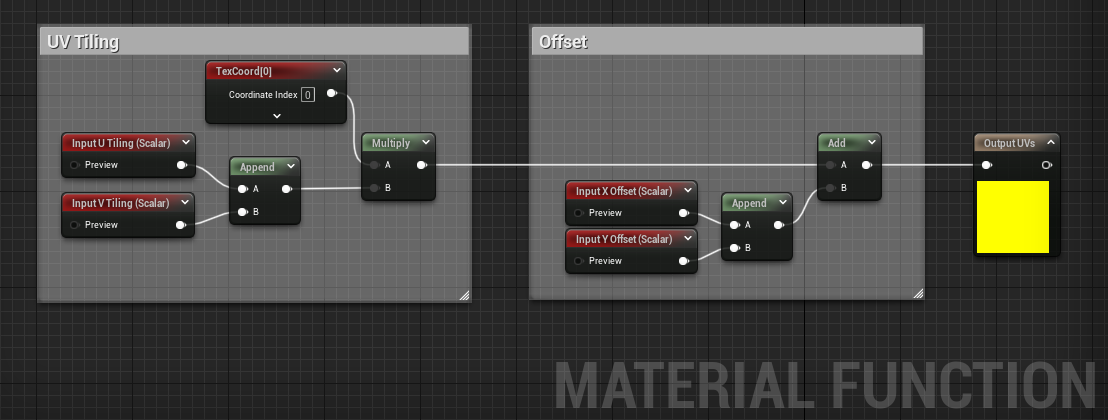 UV Tiling
TexCoord[0]
Coordinate Index 0
Input U Tiling (Scalar)
Preview
Input V Tiling (Scalar)
Preview
Append
A
B
Multiply
A
B
Offset
Input X Offset (Scalar)
Preview
Input Y Offset (Scalar)
Preview
Append
A
B
Add
A
B
Output UVs
MATERIAL FUNCTION